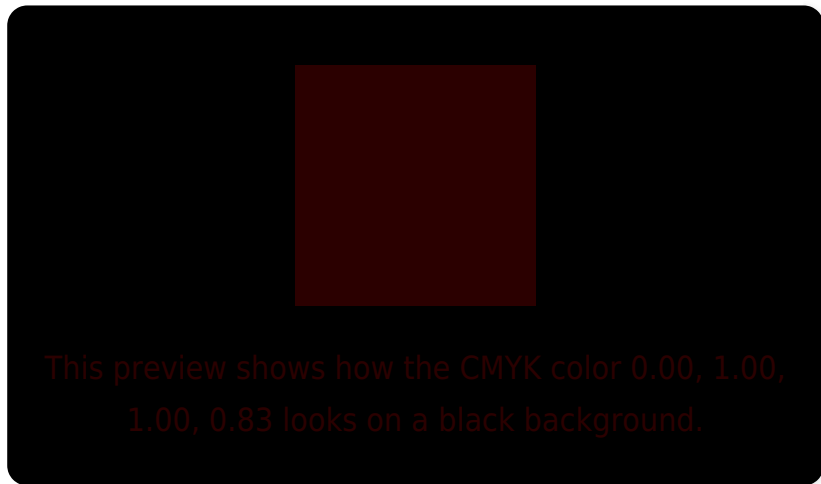 This preview shows how the CMYK color 0.00, 1.00,
1.00, 0.83 looks on a black background.